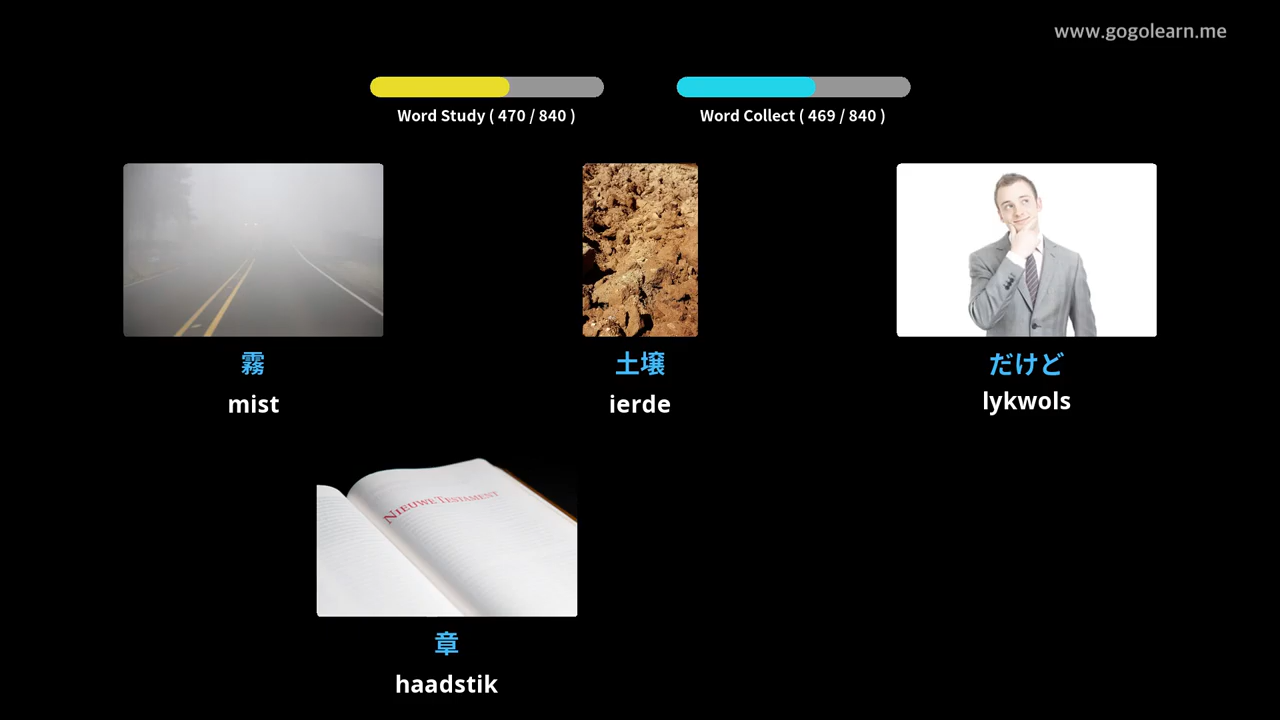 www.gogolearn.me
Word Study ( 470 / 840 )
Word Collect ( 469 / 840 )
霧
mist
土壌
ierde
だけど
lykwols
NIEUWE TESTAMENT
章
haadstik